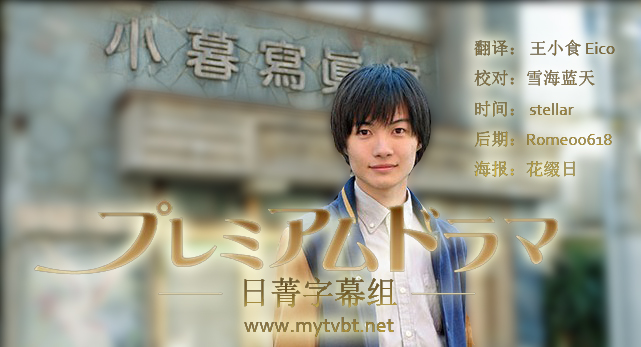 小暮寫眞館
翻译： 王小食 Eico
校对： 雪海蓝天
时间： stellar
后期：Romeo0618
海报：花缀日
プレミアムドラマ
日菁字幕组
www.mytvbt.net